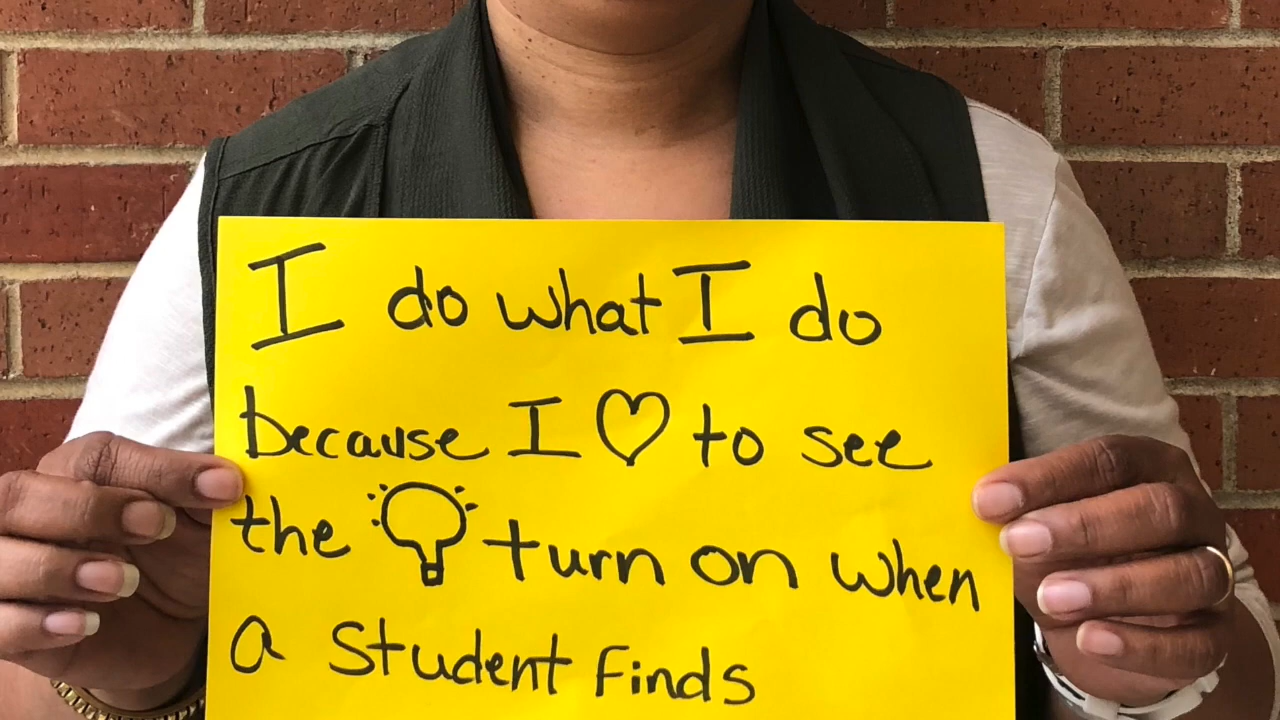 I do what I do
because I ♡ to see
the 💡 turn on when
a student finds